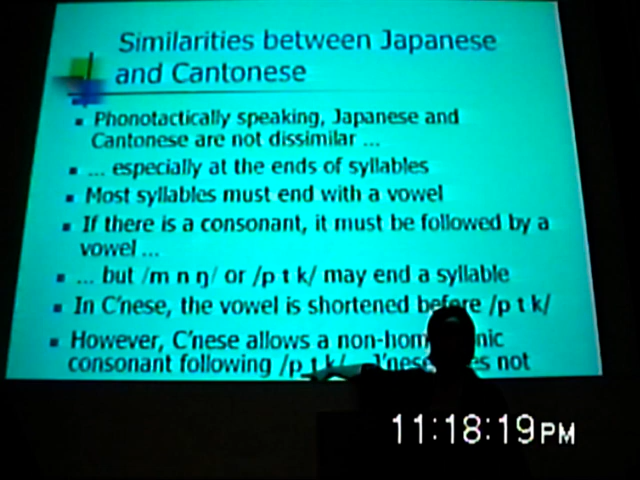 Similarities between Japanese
and Cantonese
Phonotactically speaking, Japanese and
Cantonese are not dissimilar ...
... especially at the ends of syllables
Most syllables must end with a vowel
If there is a consonant, it must be followed by a
vowel ...
... but /m n ŋ/ or /p t k/ may end a syllable
In C'nese, the vowel is shortened before /p t k/
However, C'nese allows a
consonant following /p t k/ not
11:18:19PM